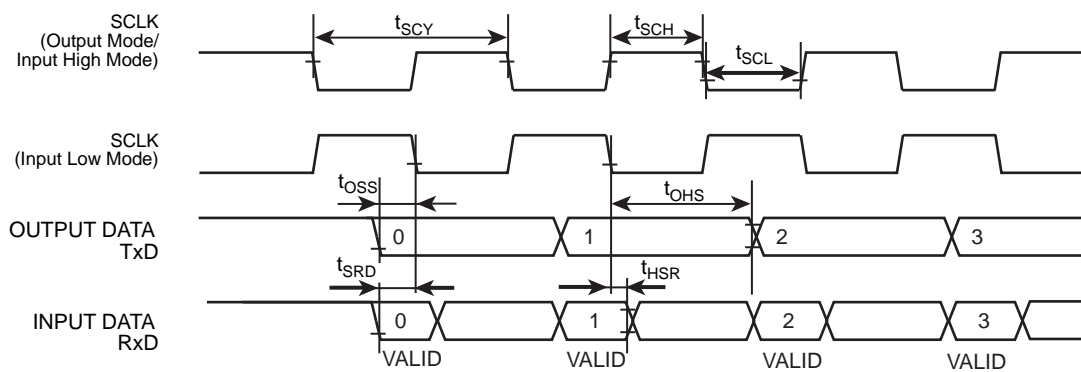 SCLK
(Output Mode/
Input High Mode)
tSCY
tSCH
tSCL
SCLK
(Input Low Mode)
tOSS
tOHS
OUTPUT DATA
TxD
0
1
2
3
tSRD
tHSR
INPUT DATA
RxD
0
1
2
3
VALID
VALID
VALID
VALID